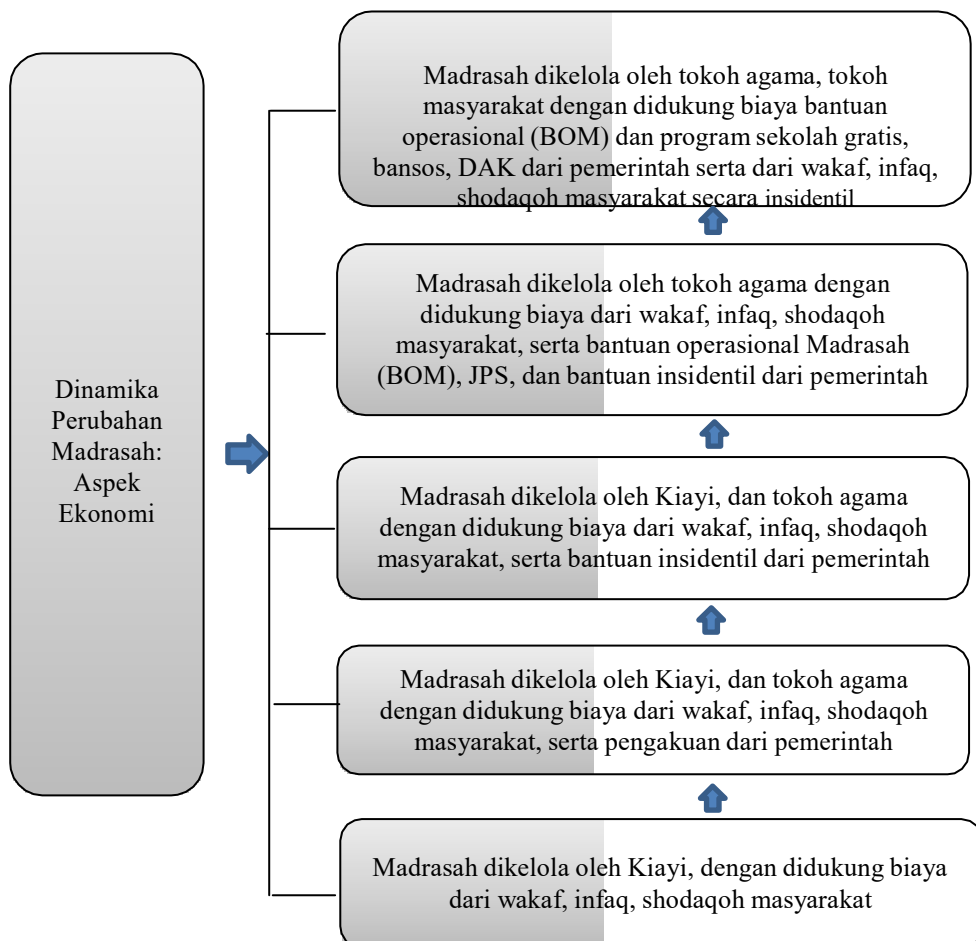 Dinamika
Perubahan
Madrasah:
Aspek
Ekonomi
Madrasah dikelola oleh tokoh agama, tokoh
masyarakat dengan didukung biaya bantuan
operasional (BOM) dan program sekolah gratis,
bansos, DAK dari pemerintah serta dari wakaf, infaq,
shodaqoh masyarakat secara insidentil
Madrasah dikelola oleh tokoh agama dengan
didukung biaya dari wakaf, infaq, shodaqoh
masyarakat, serta bantuan operasional Madrasah
(BOM), JPS, dan bantuan insidentil dari pemerintah
Madrasah dikelola oleh Kiayi, dan tokoh agama
dengan didukung biaya dari wakaf, infaq, shodaqoh
masyarakat, serta bantuan insidentil dari pemerintah
Madrasah dikelola oleh Kiayi, dan tokoh agama
dengan didukung biaya dari wakaf, infaq, shodaqoh
masyarakat, serta pengakuan dari pemerintah
Madrasah dikelola oleh Kiayi, dengan didukung biaya
dari wakaf, infaq, shodaqoh masyarakat